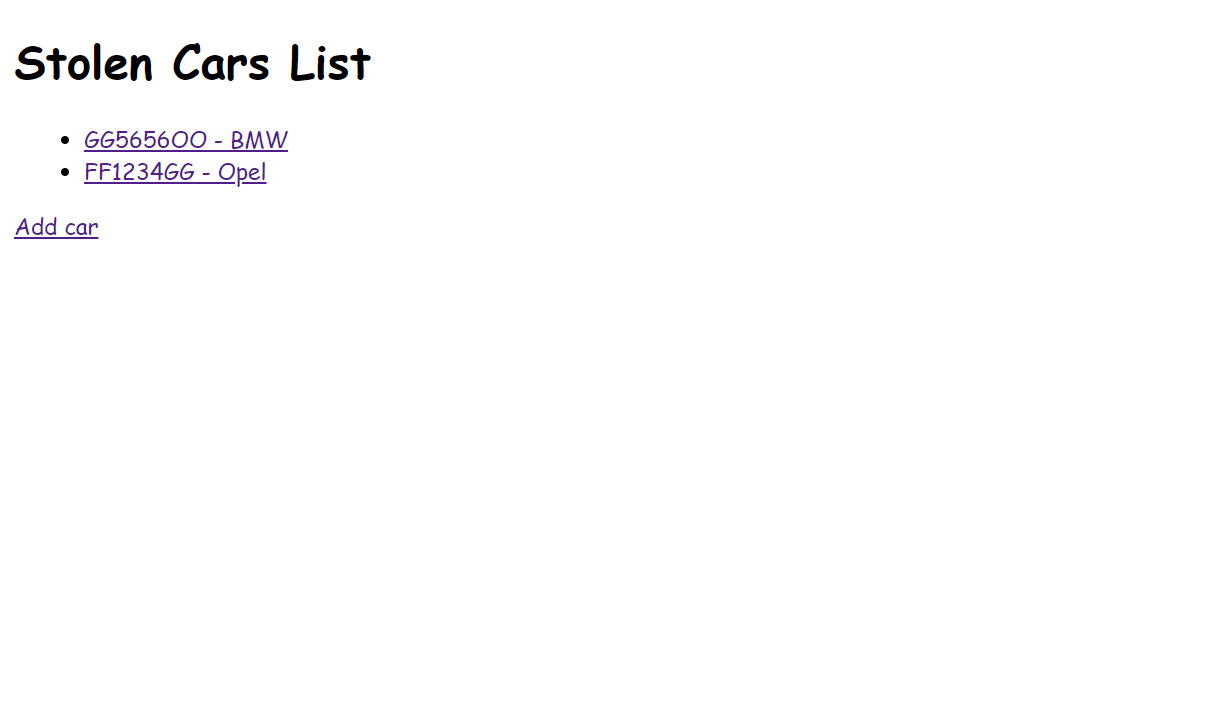 Stolen Cars List
GG5656OO - BMW
FF1234GG - Opel
Add car